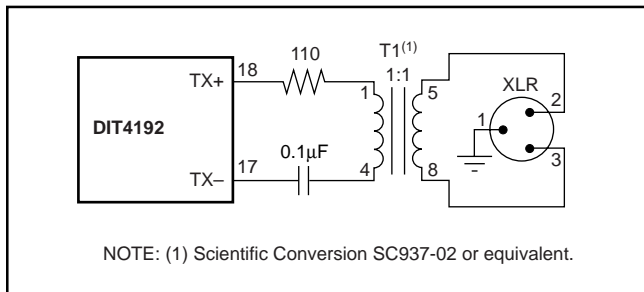 110
T1(1)
1:1
TX+ 18
1 5
XLR
2
1
DIT4192
0.1µF
17
TX–
4 8
3
NOTE: (1) Scientific Conversion SC937-02 or equivalent.